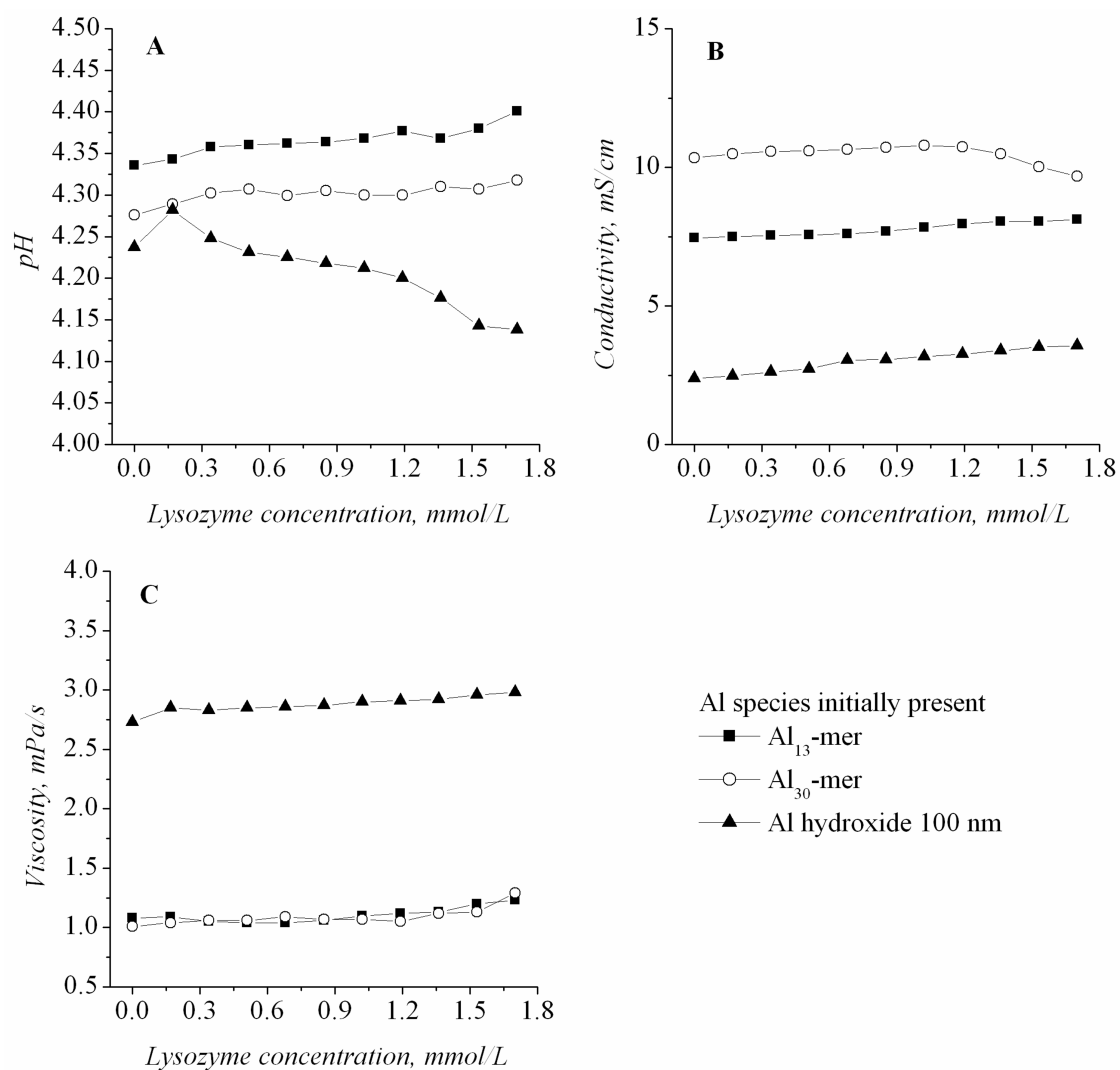 A
4.50
4.45
4.40
4.35
4.30
4.25
4.20
4.15
4.10
4.05
4.00
pH
0.0 0.3 0.6 0.9 1.2 1.5 1.8
Lysozyme concentration, mmol/L
B
15
10
5
0
Conductivity, mS/cm
0.0 0.3 0.6 0.9 1.2 1.5 1.8
Lysozyme concentration, mmol/L
C
4.0
3.5
3.0
2.5
2.0
1.5
1.0
0.5
Viscosity, mPa/s
0.0 0.3 0.6 0.9 1.2 1.5 1.8
Lysozyme concentration, mmol/L
Al species initially present
Al₁₃-mer
Al₃₀-mer
Al hydroxide 100 nm